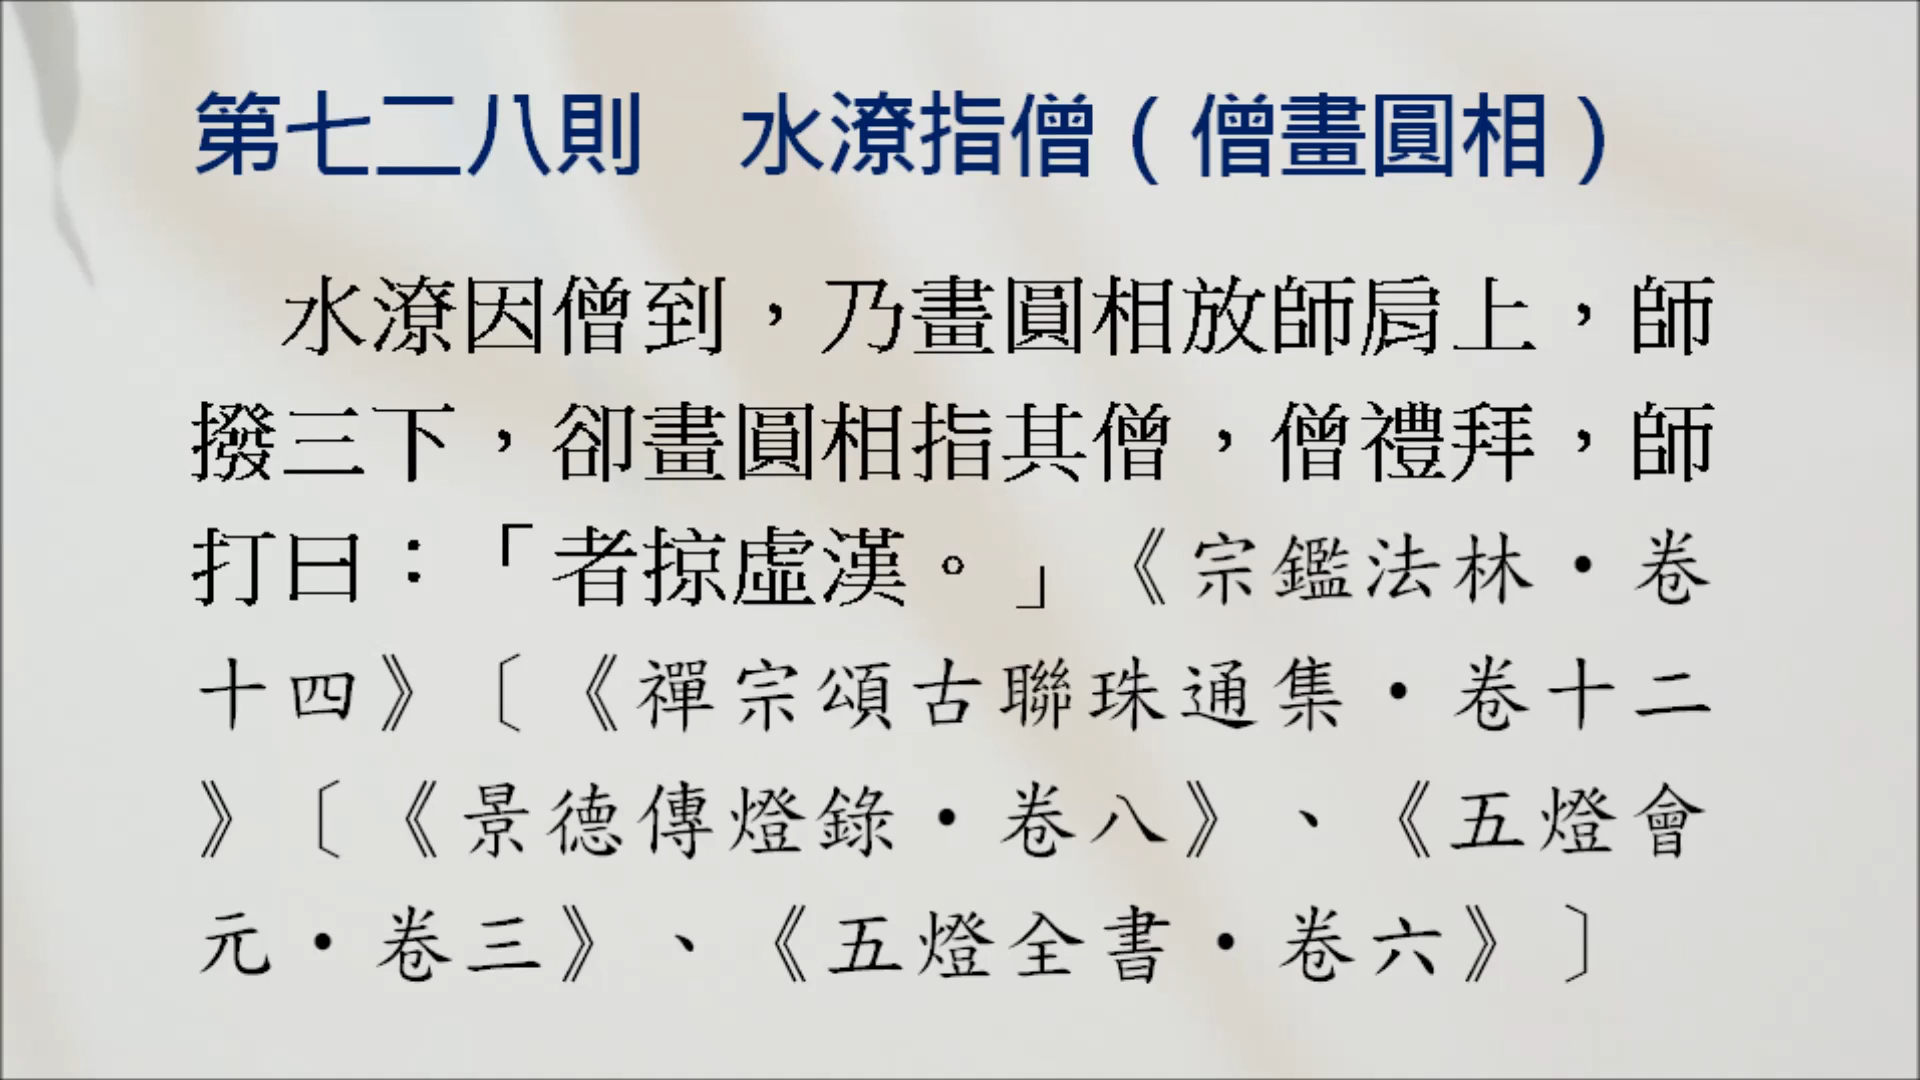 第七二八則　水潦指僧（僧畫圓相）
水潦因僧到，乃畫圓相放師肩上，師
撥三下，卻畫圓相指其僧，僧禮拜，師
打曰：「者掠虛漢。」《宗鑑法林·卷
十四》〔《禪宗頌古聯珠通集·卷十二
》〔《景德傳燈錄·卷八》、《五燈會
元·卷三》、《五燈全書·卷六》〕